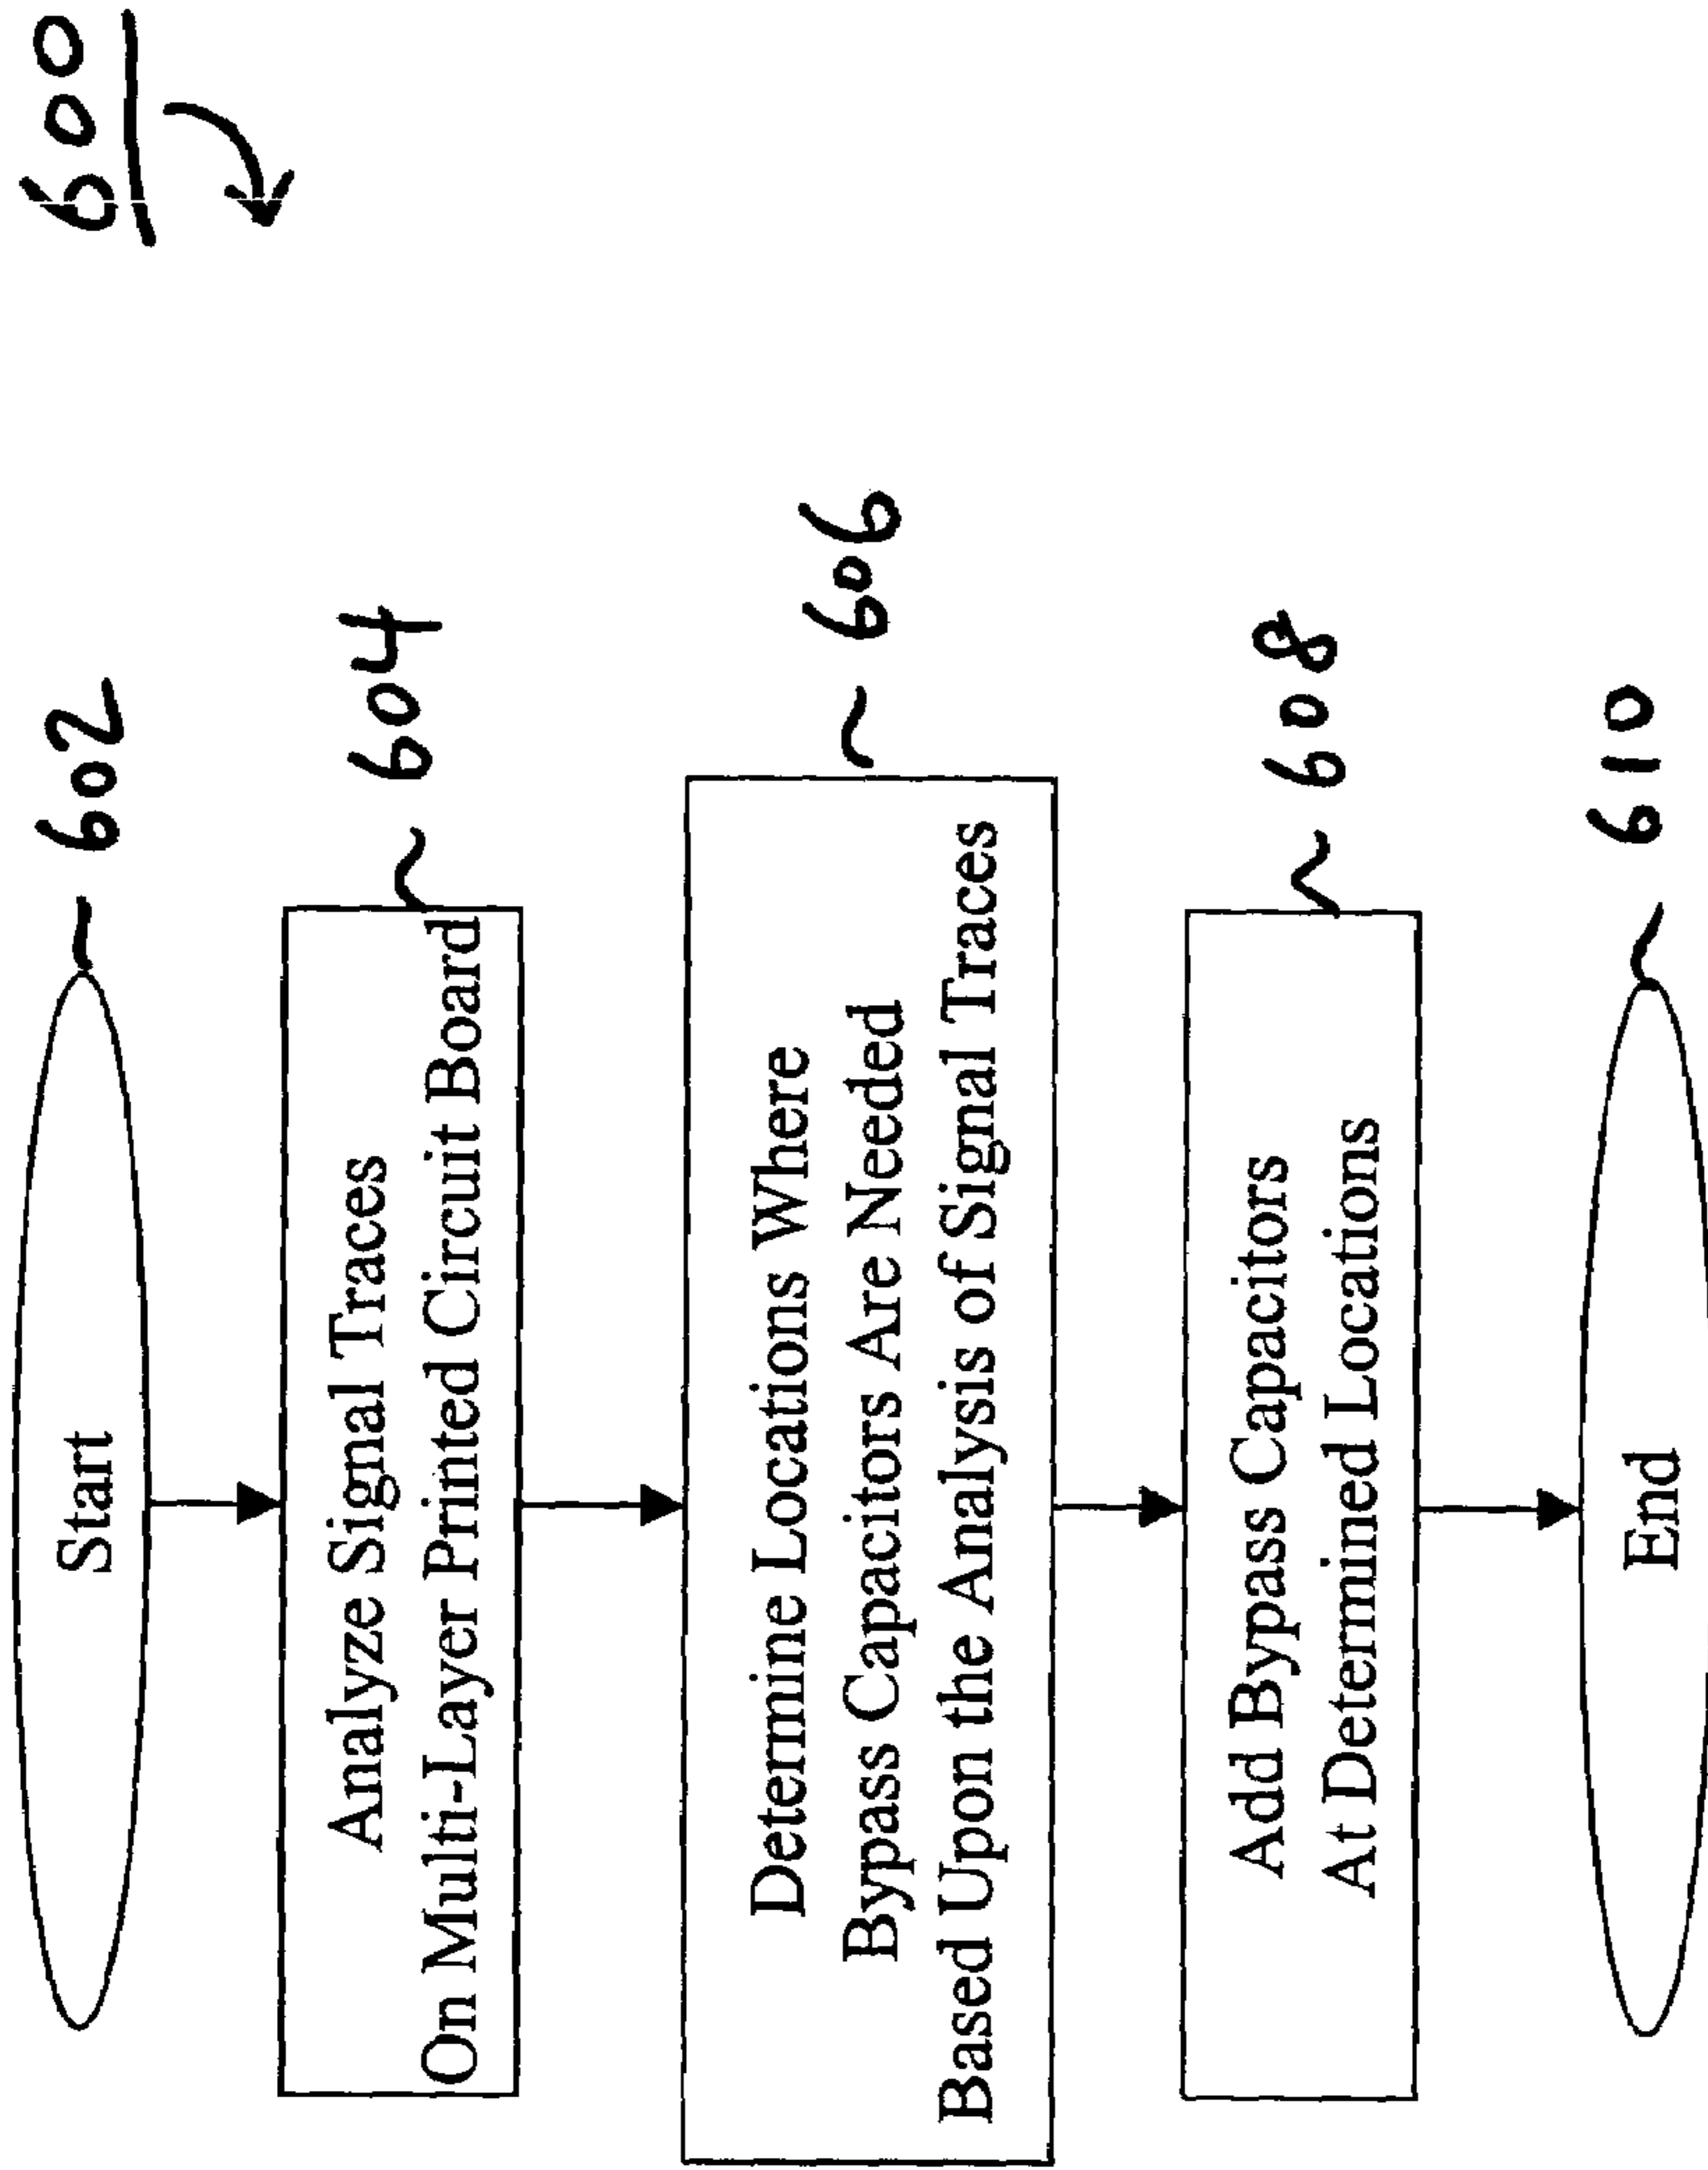 600
Start
602
Analyze Signal Traces
On Multi-Layer Printed Circuit Board
604
Determine Locations Where
Bypass Capacitors Are Needed
Based Upon the Analysis of Signal Traces
606
Add Bypass Capacitors
At Determined Locations
608
End
610